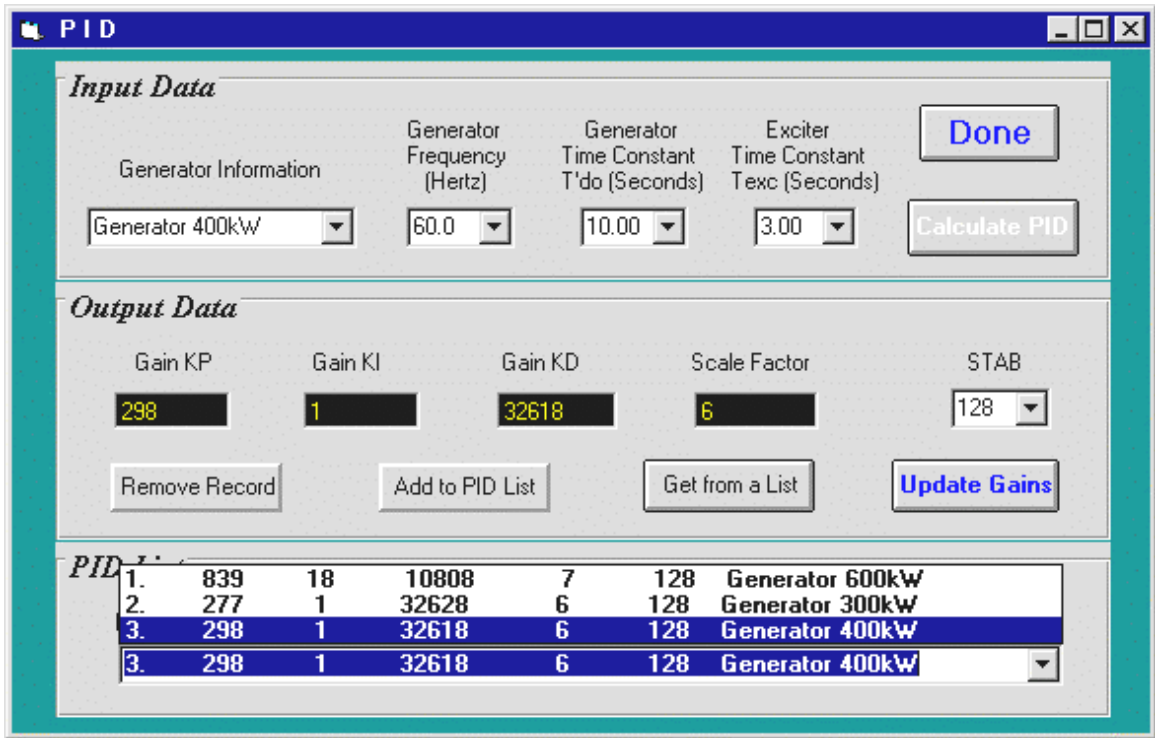 PID
Input Data
Generator Information
Generator
Frequency
(Hertz)
Generator
Time Constant
T'do (Seconds)
Exciter
Time Constant
Texc (Seconds)
Done
Generator 400kW
60.0
10.00
3.00
Calculate PID
Output Data
Gain KP
Gain KI
Gain KD
Scale Factor
STAB
298
1
32618
6
128
Remove Record
Add to PID List
Get from a List
Update Gains
PID List
1. 839 18 10808 7 128 Generator 600kW
2. 277 1 32628 6 128 Generator 300kW
3. 298 1 32618 6 128 Generator 400kW
3. 298 1 32618 6 128 Generator 400kW